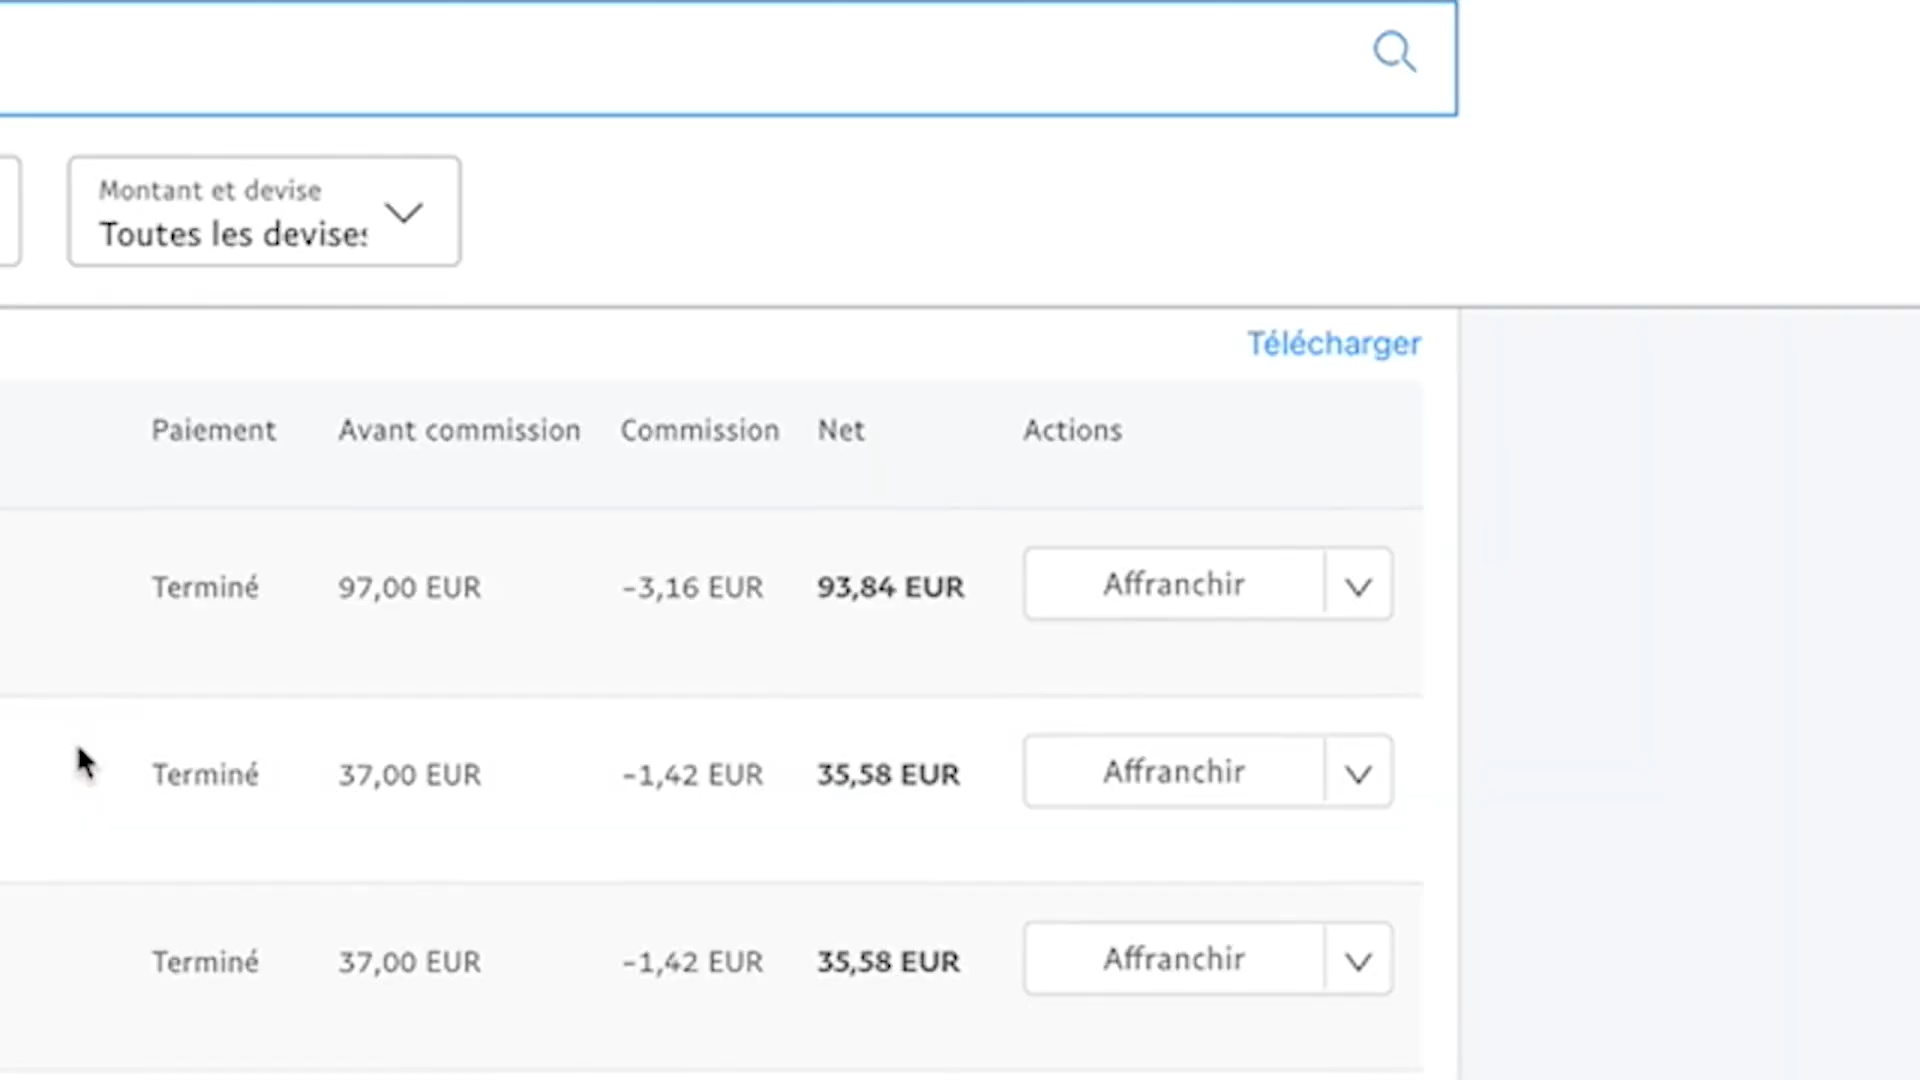 Montant et devise
Toutes les devises
Télécharger
Paiement Avant commission Commission Net Actions
Terminé 97,00 EUR -3,16 EUR 93,84 EUR Affranchir
Terminé 37,00 EUR -1,42 EUR 35,58 EUR Affranchir
Terminé 37,00 EUR -1,42 EUR 35,58 EUR Affranchir